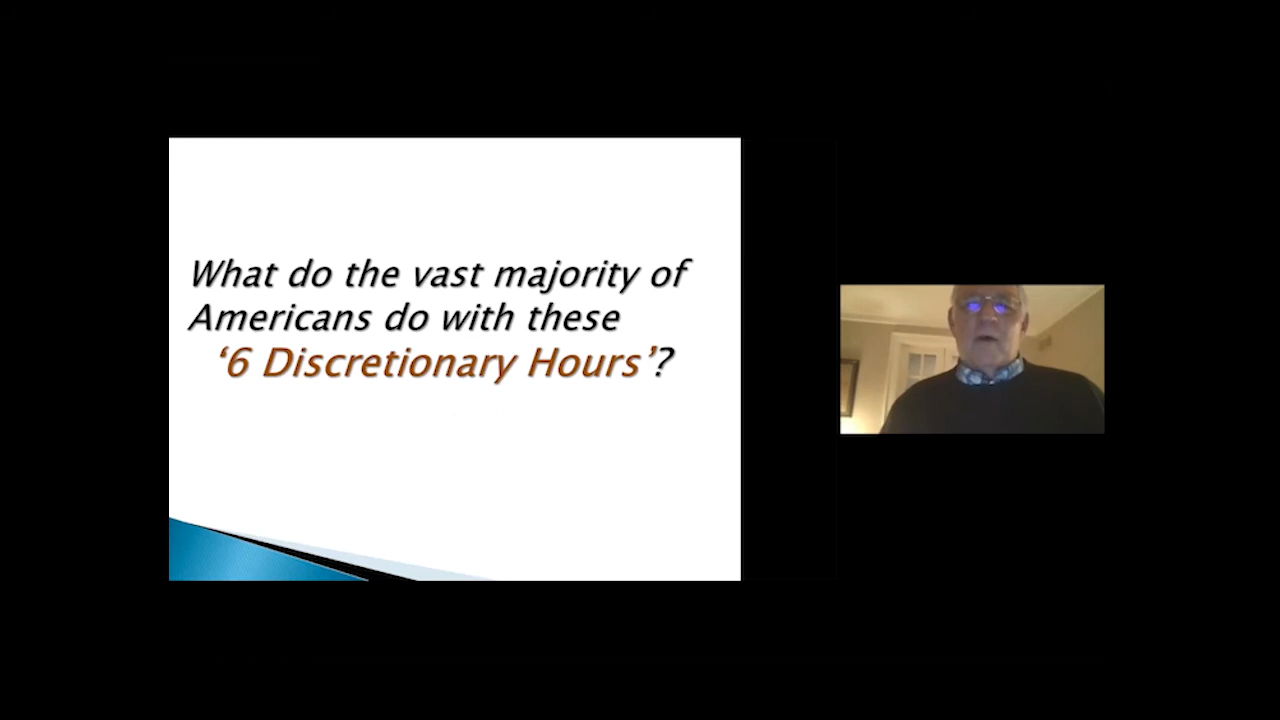 What do the vast majority of
Americans do with these
‘6 Discretionary Hours’?